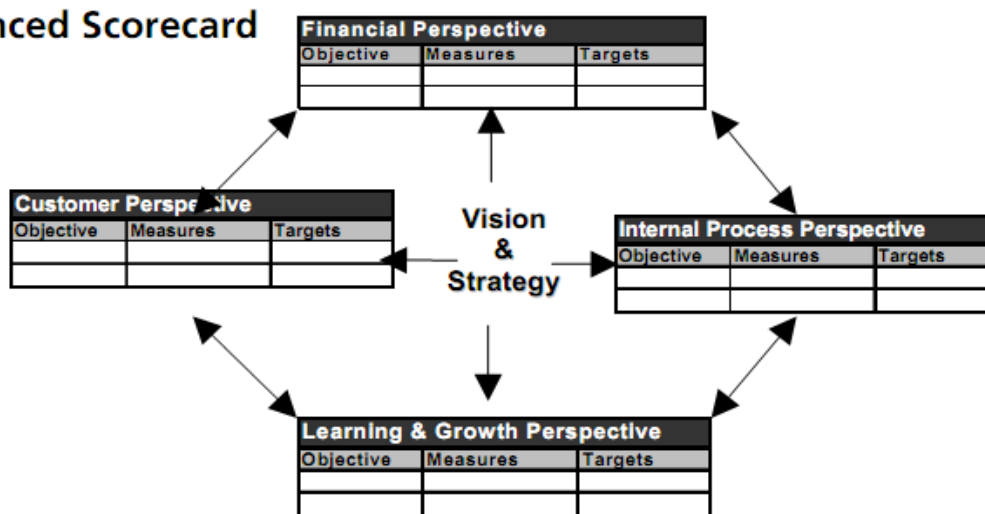 nced Scorecard
Financial Perspective
Objective Measures Targets
Customer Perspective
Objective Measures Targets
Vision
&
Strategy
Internal Process Perspective
Objective Measures Targets
Learning & Growth Perspective
Objective Measures Targets